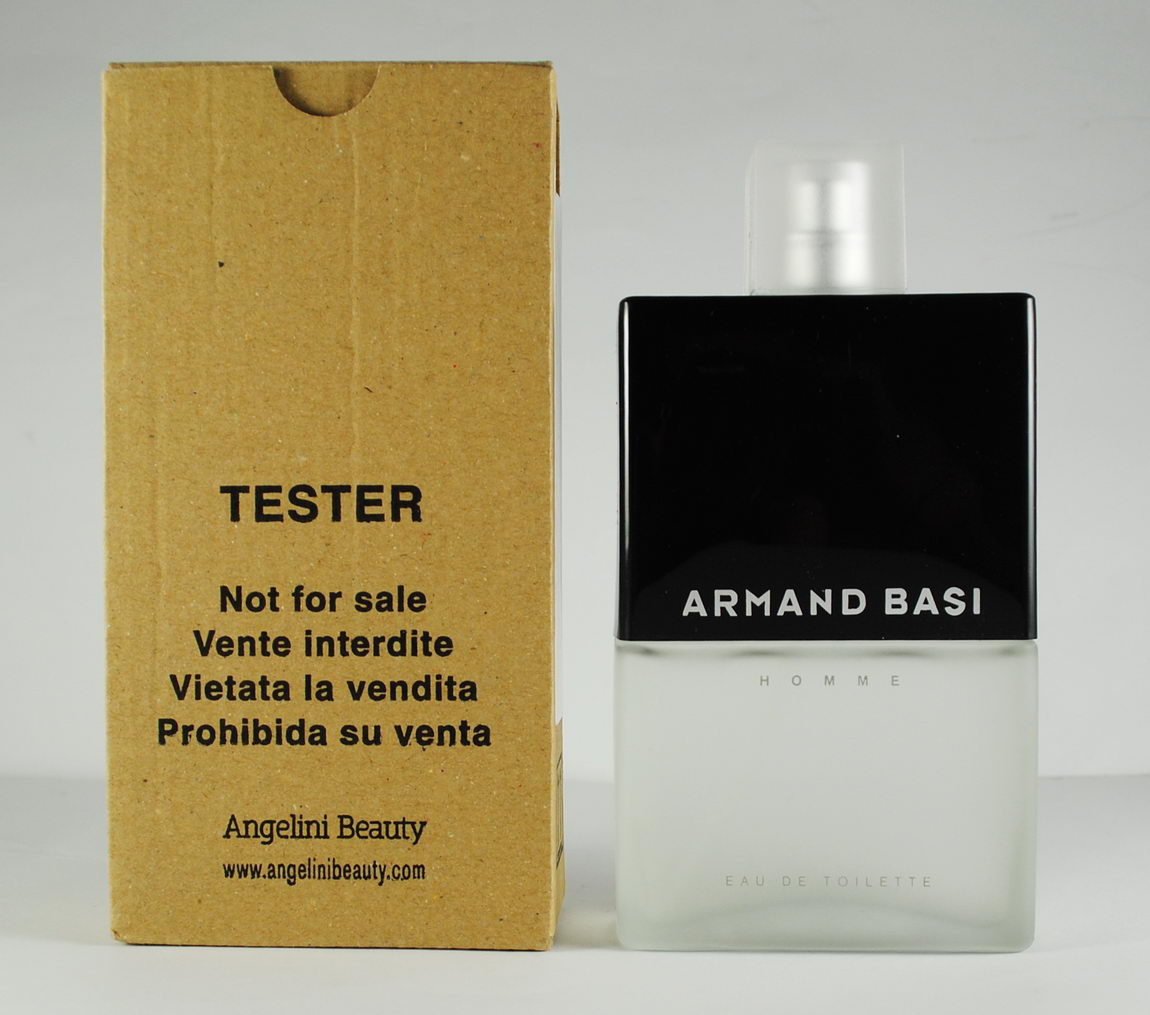 TESTER
Not for sale
Vente interdite
Vietata la vendita
Prohibida su venta
Angelini Beauty
www.angelinibeauty.com
ARMAND BASI
HOMME
EAU DE TOILETTE